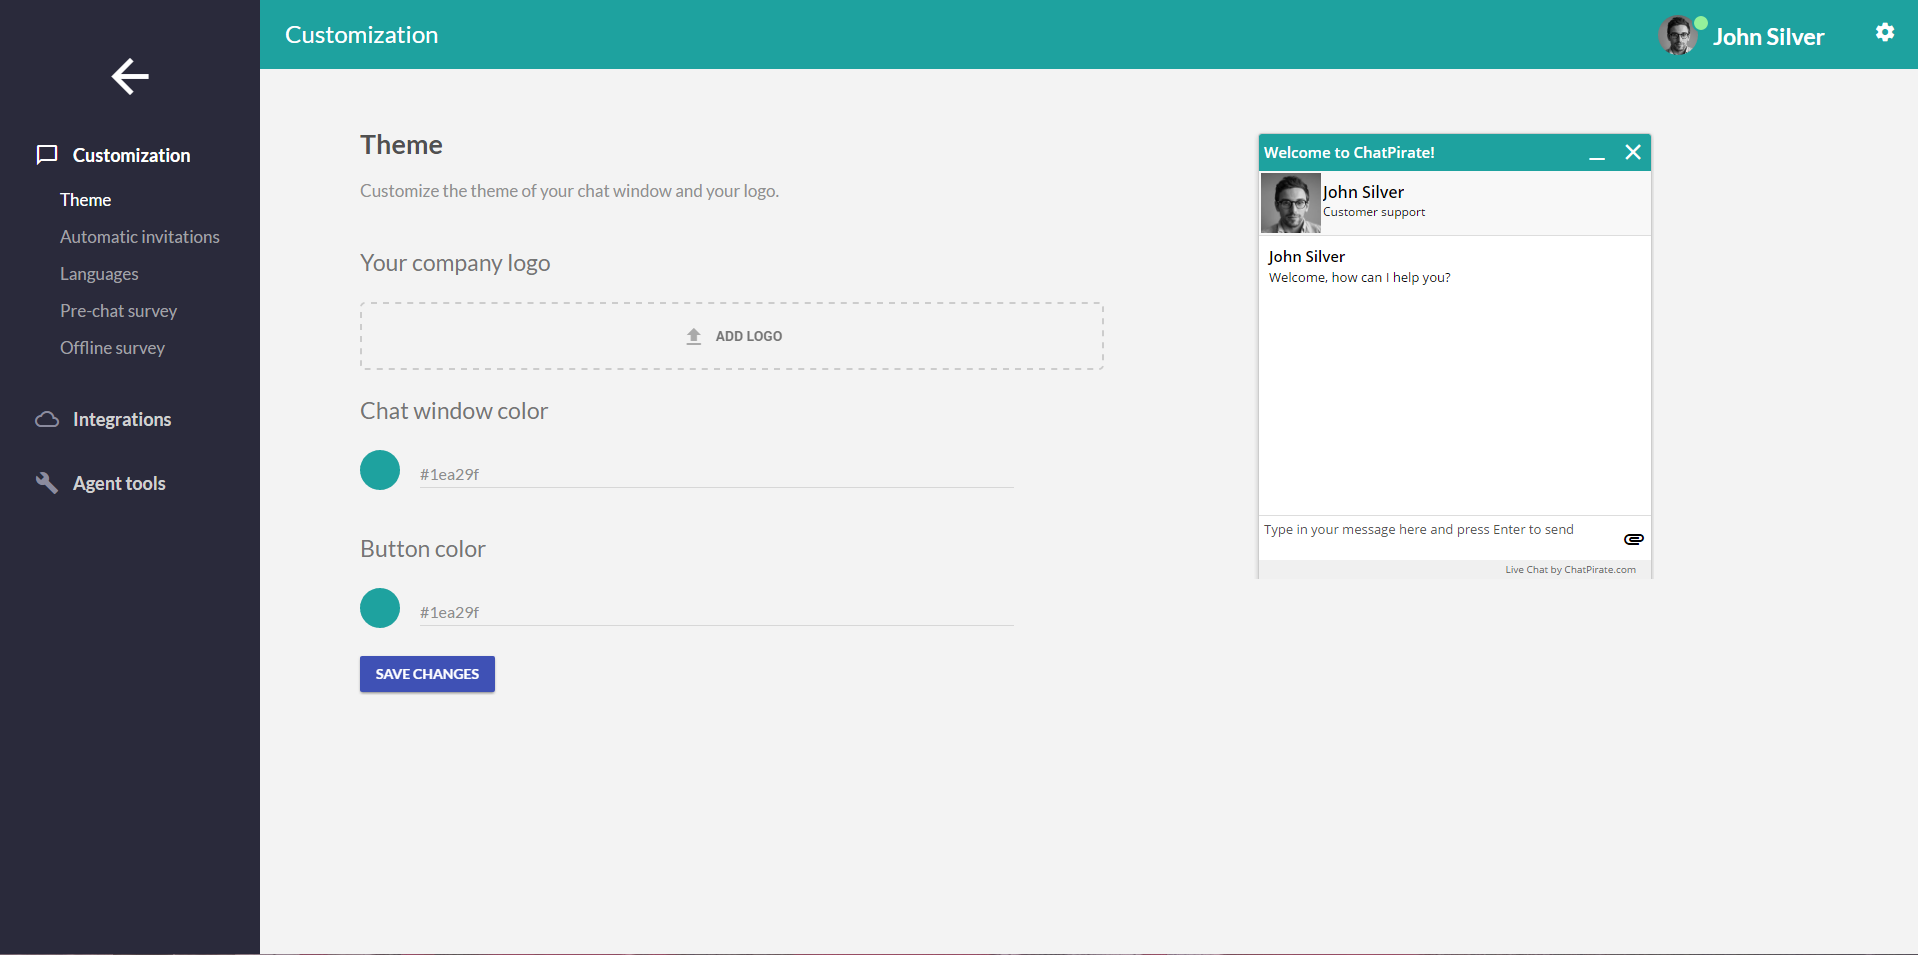 Customization
John Silver
Customization
Theme
Automatic invitations
Languages
Pre-chat survey
Offline survey
Integrations
Agent tools
Theme
Customize the theme of your chat window and your logo.
Your company logo
ADD LOGO
Chat window color
#1ea29f
Button color
#1ea29f
SAVE CHANGES
Welcome to ChatPirate!
John Silver
Customer support
John Silver
Welcome, how can I help you?
Type in your message here and press Enter to send
Live Chat by ChatPirate.com